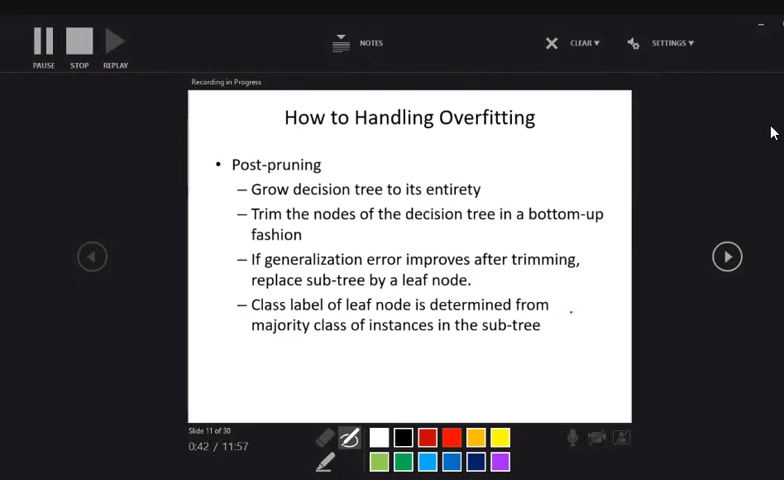 PAUSE STOP REPLAY
NOTES
CLEAR
SETTINGS
Recording in Progress
How to Handling Overfitting
• Post-pruning
– Grow decision tree to its entirety
– Trim the nodes of the decision tree in a bottom-up
fashion
– If generalization error improves after trimming,
replace sub-tree by a leaf node.
– Class label of leaf node is determined from
majority class of instances in the sub-tree
Slide 11 of 30
0:42 / 11:57